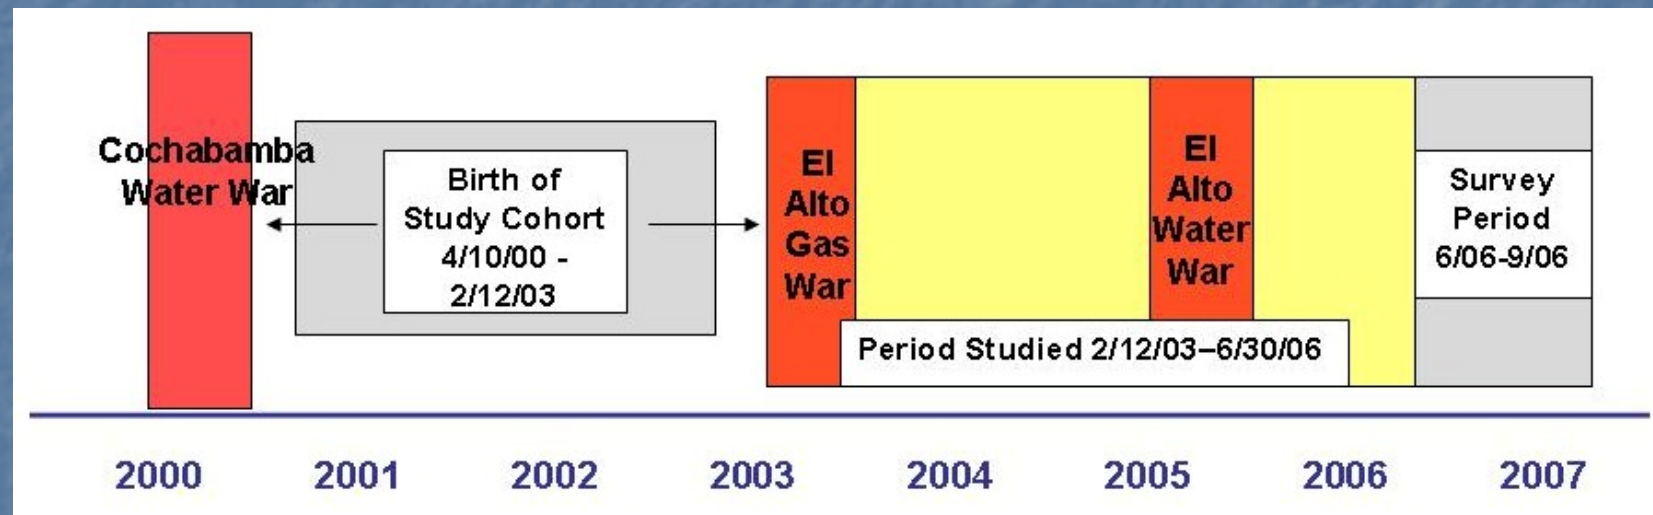 Cochabamba
Water War
Birth of
Study Cohort
4/10/00 -
2/12/03
El
Alto
Gas
War
El
Alto
Water
War
Survey
Period
6/06-9/06
Period Studied 2/12/03–6/30/06
2000 2001 2002 2003 2004 2005 2006 2007